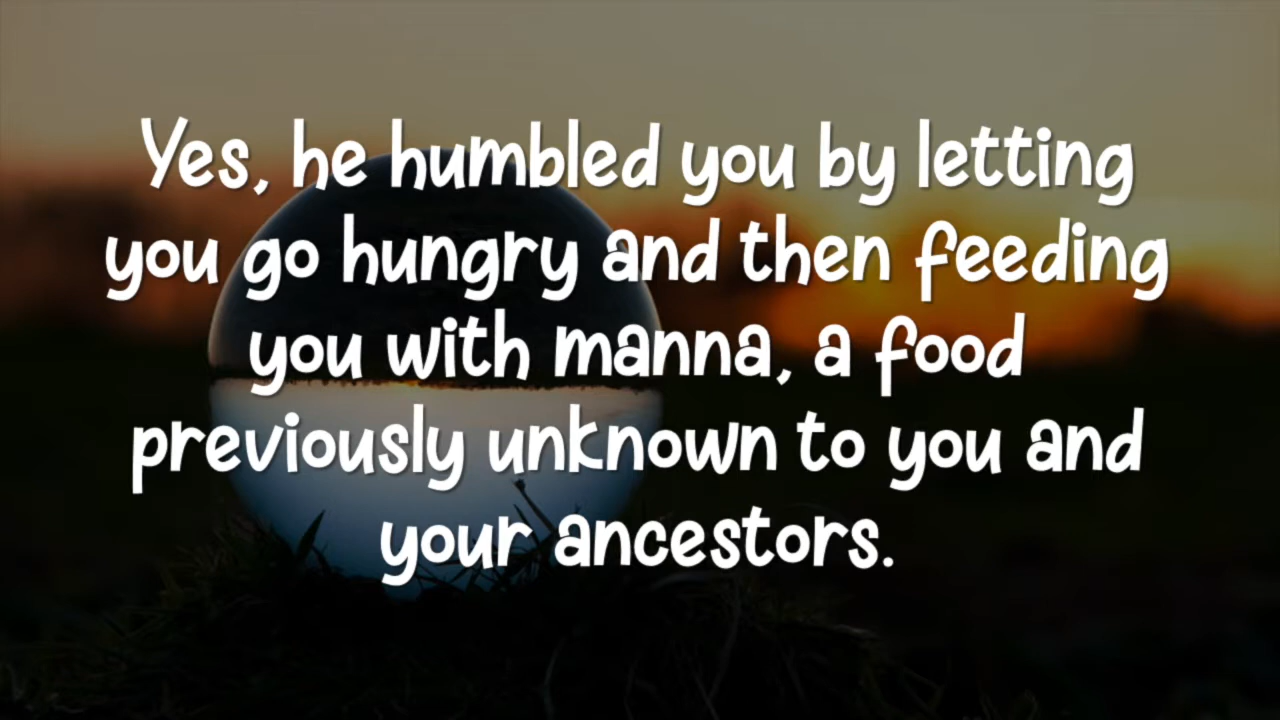 Yes, he humbled you by letting
you go hungry and then feeding
you with manna, a food
previously unknown to you and
your ancestors.